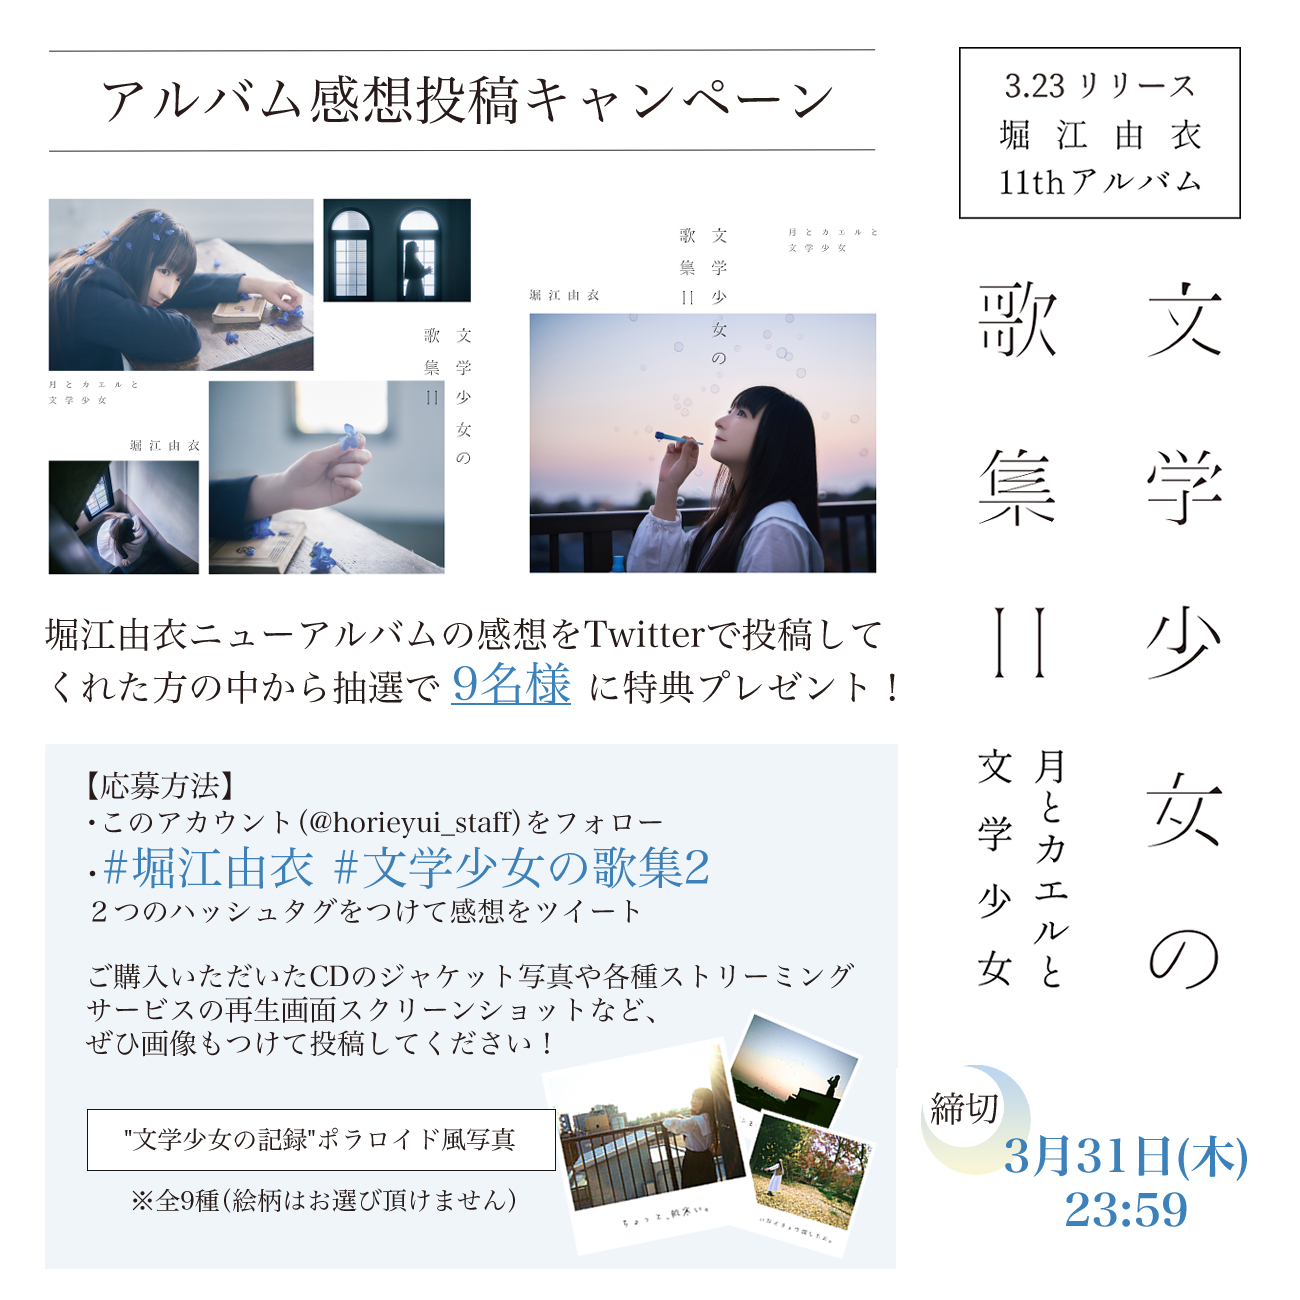 アルバム感想投稿キャンペーン
3.23 リリース
堀江由衣
11thアルバム
文学少女の
歌集II
月とカエルと
文学少女
月とカエルと
文学少女
堀江由衣
文学少女の
歌集II
堀江由衣
文学少女の
歌集II
月とカエルと
文学少女
堀江由衣ニューアルバムの感想をTwitterで投稿して
くれた方の中から抽選で 9名様 に特典プレゼント！
【応募方法】
・このアカウント(@horieyui_staff)をフォロー
・#堀江由衣 #文学少女の歌集2
２つのハッシュタグをつけて感想をツイート
ご購入いただいたCDのジャケット写真や各種ストリーミング
サービスの再生画面スクリーンショットなど、
ぜひ画像もつけて投稿してください！
"文学少女の記録"ポラロイド風写真
※全9種(絵柄はお選び頂けません)
ちょっと、肌寒い。
締切
3月31日(木)
23:59